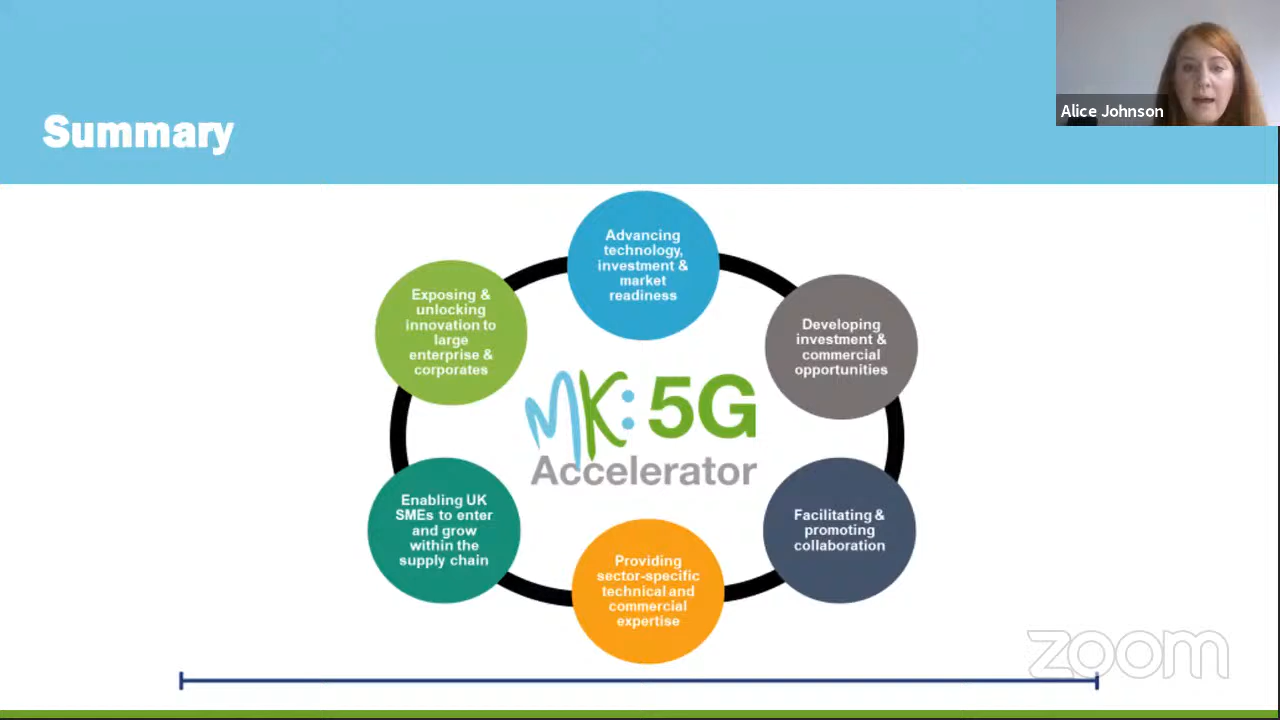 Alice Johnson
Summary
Advancing
technology,
investment &
market
readiness
Exposing &
unlocking
innovation to
large
enterprise &
corporates
Developing
investment &
commercial
opportunities
MK: 5G
Accelerator
Enabling UK
SMEs to enter
and grow
within the
supply chain
Facilitating &
promoting
collaboration
Providing
sector-specific
technical and
commercial
expertise
zoom